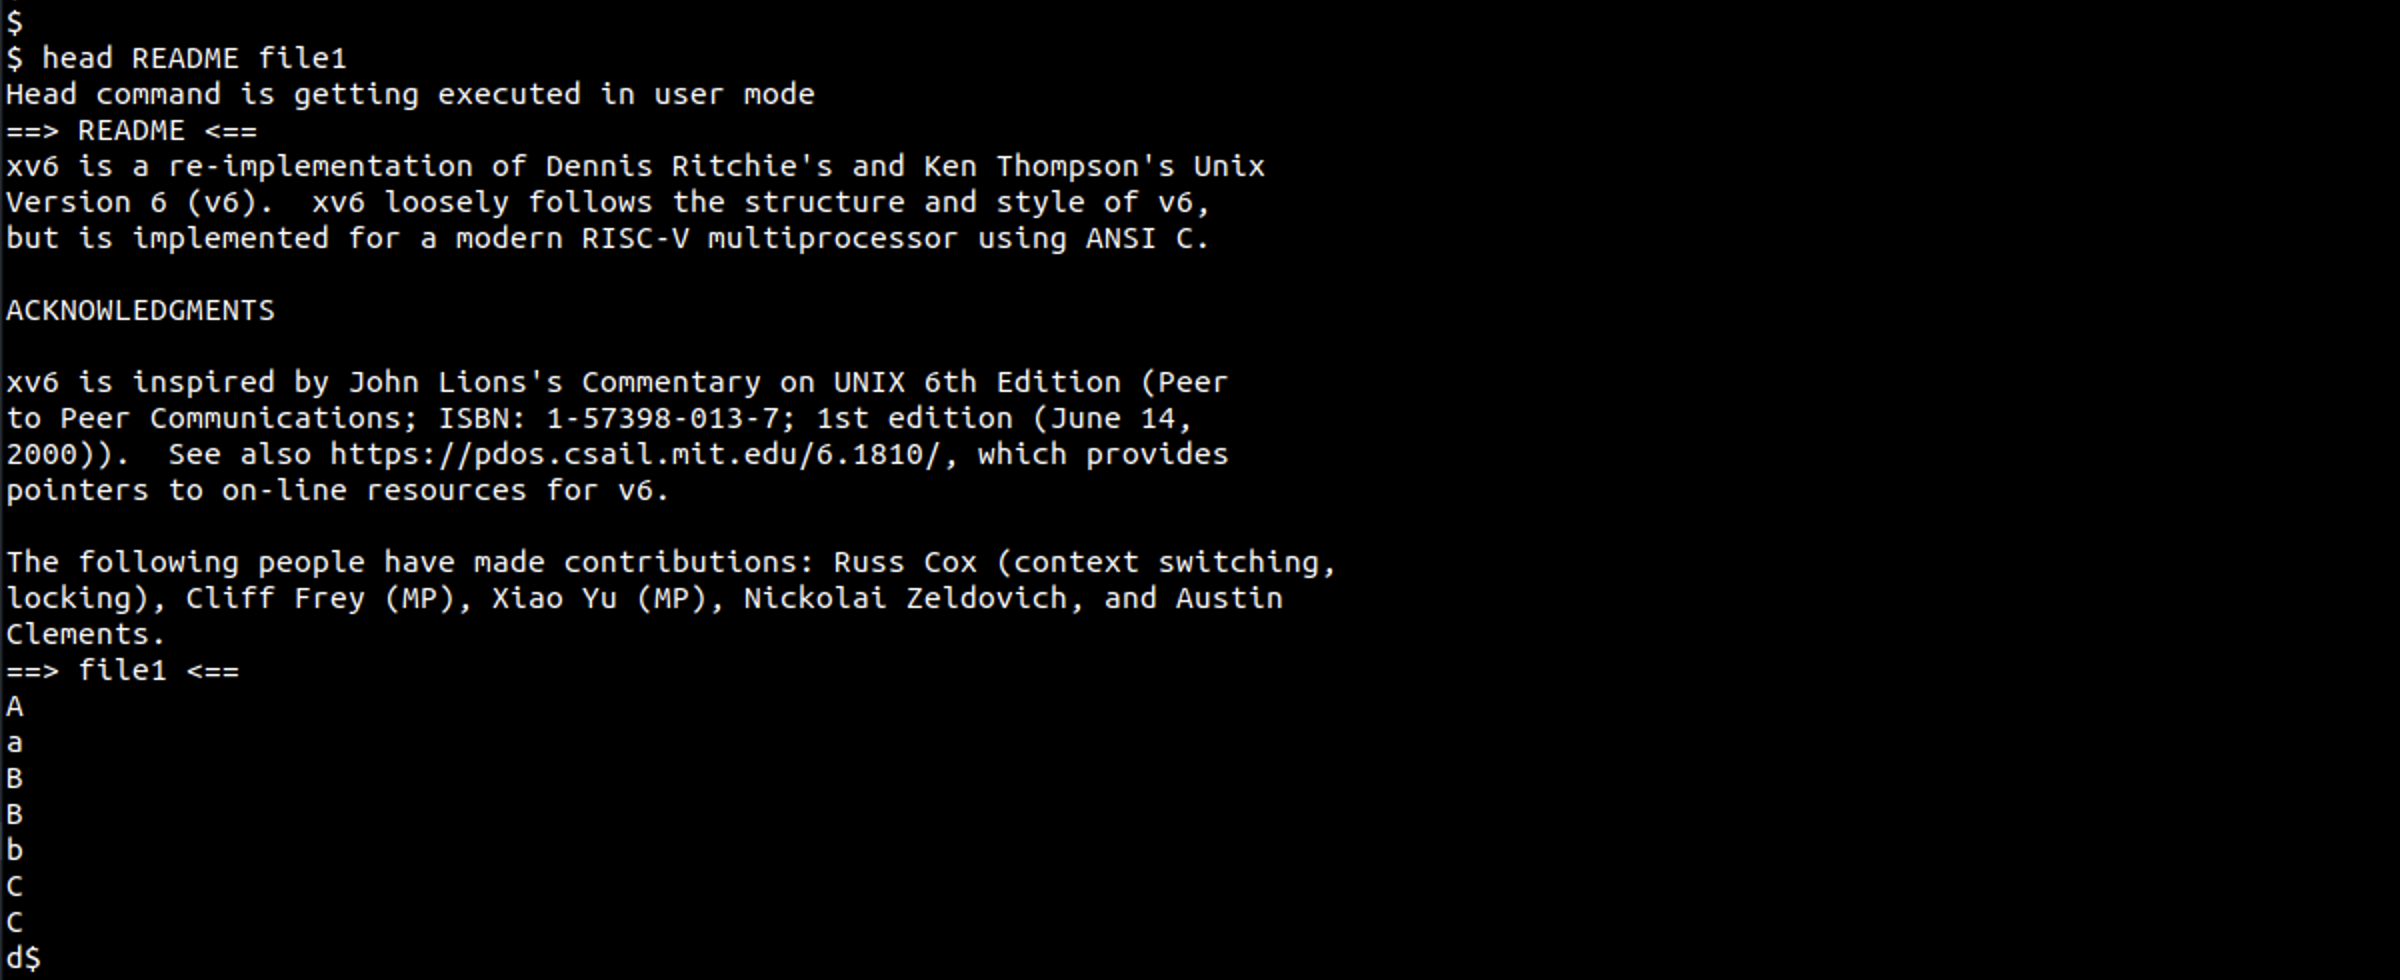 $
$ head README file1
Head command is getting executed in user mode
==> README <==
xv6 is a re-implementation of Dennis Ritchie's and Ken Thompson's Unix
Version 6 (v6).  xv6 loosely follows the structure and style of v6,
but is implemented for a modern RISC-V multiprocessor using ANSI C.

ACKNOWLEDGMENTS

xv6 is inspired by John Lions's Commentary on UNIX 6th Edition (Peer
to Peer Communications; ISBN: 1-57398-013-7; 1st edition (June 14,
2000)).  See also https://pdos.csail.mit.edu/6.1810/, which provides
pointers to on-line resources for v6.

The following people have made contributions: Russ Cox (context switching,
locking), Cliff Frey (MP), Xiao Yu (MP), Nickolai Zeldovich, and Austin
Clements.
==> file1 <==
A
a
B
B
b
C
C
d$